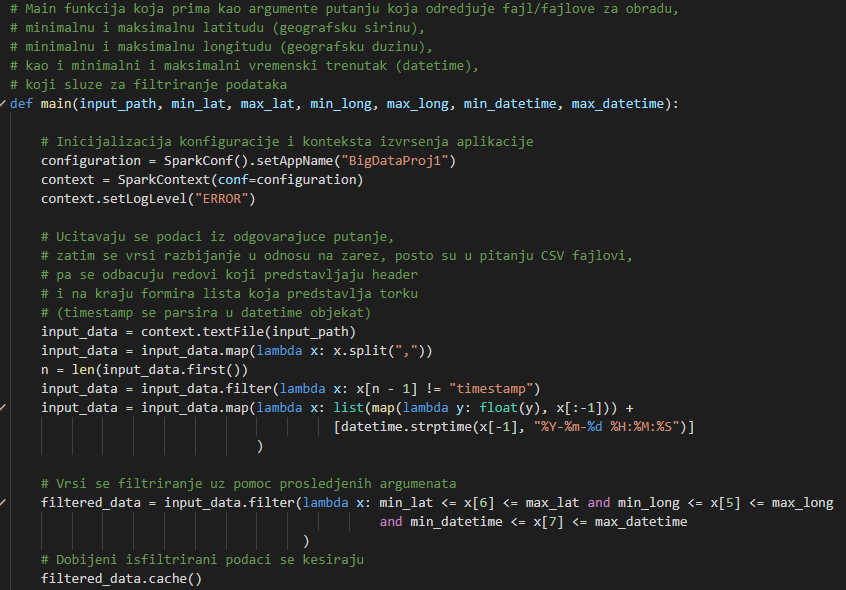 # Main funkcija koja prima kao argumente putanju koja odredjuje fajl/fajlove za obradu,
# minimalnu i maksimalnu latitudu (geografsku sirinu),
# minimalnu i maksimalnu longitudu (geografsku duzinu),
# kao i minimalni i maksimalni vremenski trenutak (datetime),
# koji sluze za filtriranje podataka
def main(input_path, min_lat, max_lat, min_long, max_long, min_datetime, max_datetime):
# Inicijalizacija konfiguracije i konteksta izvrsenja aplikacije
configuration = SparkConf().setAppName("BigDataProj1")
context = SparkContext(conf=configuration)
context.setLogLevel("ERROR")
# Ucitavaju se podaci iz odgovarajuce putanje,
# zatim se vrsi razbijanje u odnosu na zarez, posto su u pitanju CSV fajlovi,
# pa se odbacuju redovi koji predstavljaju header
# i na kraju formira lista koja predstavlja torku
# (timestamp se parsira u datetime objekat)
input_data = context.textFile(input_path)
input_data = input_data.map(lambda x: x.split(","))
n = len(input_data.first())
input_data = input_data.filter(lambda x: x[n - 1] != "timestamp")
input_data = input_data.map(lambda x: list(map(lambda y: float(y), x[:-1])) +
[datetime.strptime(x[-1], "%Y-%m-%d %H:%M:%S")]
)
# Vrsi se filtriranje uz pomoc prosledjenih argumenata
filtered_data = input_data.filter(lambda x: min_lat <= x[6] <= max_lat and min_long <= x[5] <= max_long
and min_datetime <= x[7] <= max_datetime
)
# Dobijeni isfiltrirani podaci se kesiraju
filtered_data.cache()